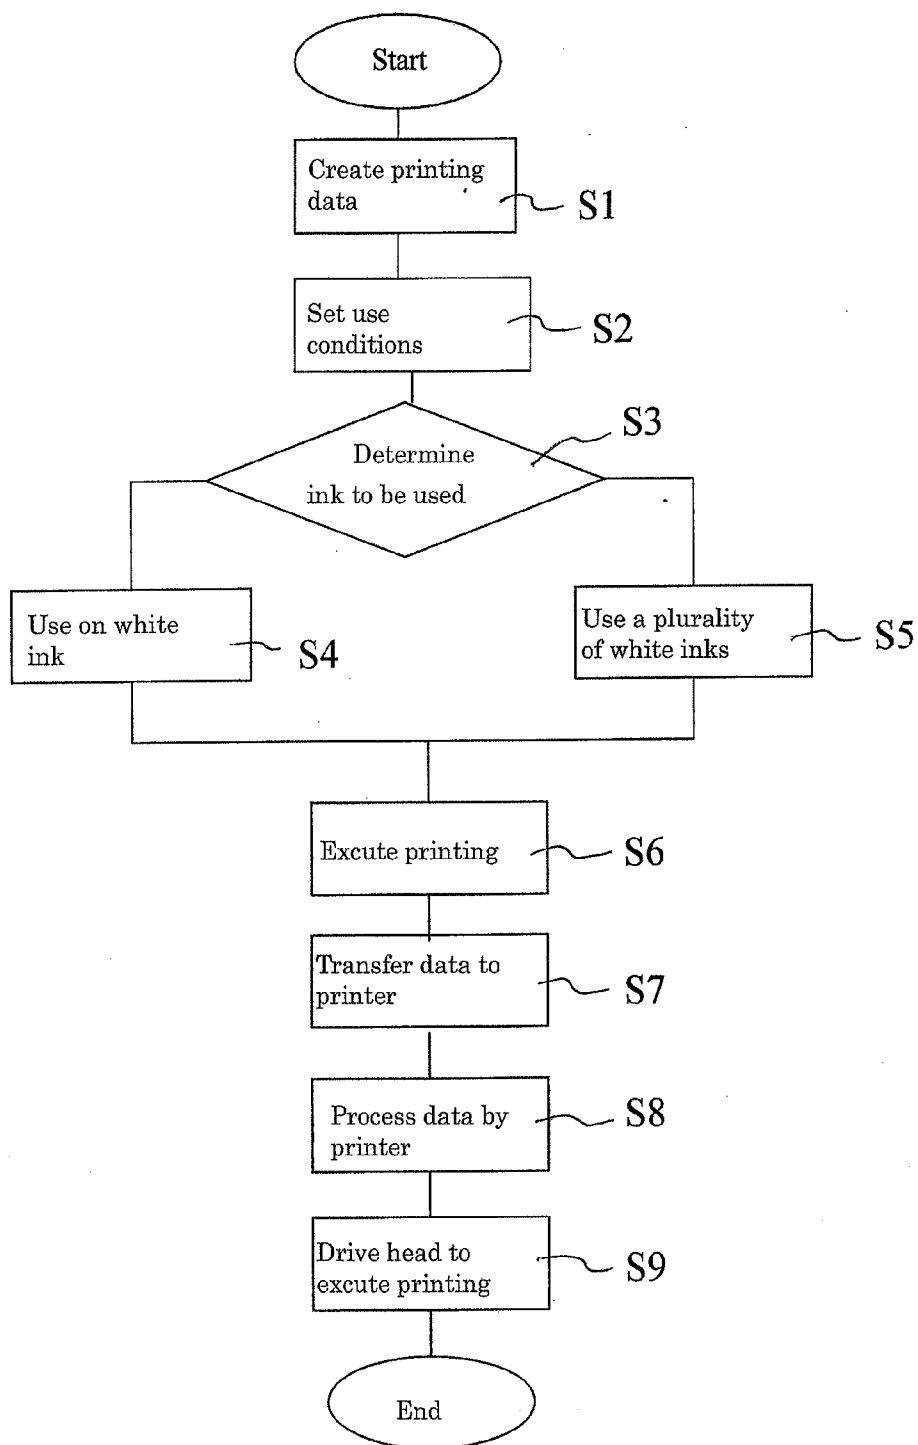 Start
Create printing
data
S1
Set use
conditions
S2
S3
Determine
ink to be used
Use on white
ink
S4
Use a plurality
of white inks
S5
Excute printing
S6
Transfer data to
printer
S7
Process data by
printer
S8
Drive head to
excute printing
S9
End